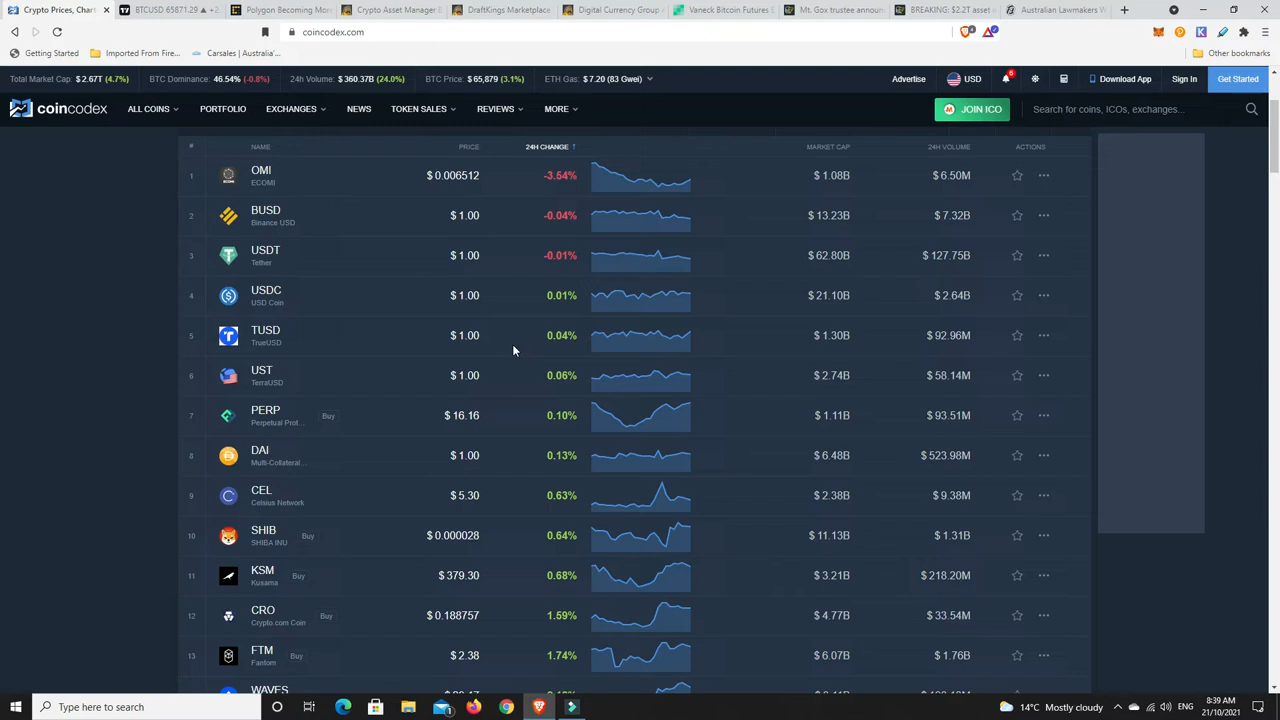 Crypto Prices, Chart
BTCUSD 65871.29 ▲ +2.
Polygon Becoming More
Crypto Asset Manager B
DraftKings Marketplace
Digital Currency Group A
Vaneck Bitcoin Futures E
Mt. Gox trustee announ
BREAKING: $2.2T asset
Australian Lawmakers W
coincodex.com
Getting Started
Imported From Fire...
Carsales (Australia'...
Other bookmarks
Total Market Cap: $ 2.67T (4.7%)
BTC Dominance: 46.54% (-0.8%)
24h Volume: $ 360.37B (24.0%)
BTC Price: $ 65,879 (3.1%)
ETH Gas: $ 7.20 (83 Gwei)
Advertise
USD
6
Download App
Sign In
Get Started
coincodex
ALL COINS
PORTFOLIO
EXCHANGES
NEWS
TOKEN SALES
REVIEWS
MORE
JOIN ICO
Search for coins, ICOs, exchanges...
# NAME PRICE 24H CHANGE ↑ MARKET CAP 24H VOLUME ACTIONS
1 OMI $ 0.006512 -3.54% $ 1.08B $ 6.50M
ECOMI
2 BUSD $ 1.00 -0.04% $ 13.23B $ 7.32B
Binance USD
3 USDT $ 1.00 -0.01% $ 62.80B $ 127.75B
Tether
4 USDC $ 1.00 0.01% $ 21.10B $ 2.64B
USD Coin
5 TUSD $ 1.00 0.04% $ 1.30B $ 92.96M
TrueUSD
6 UST $ 1.00 0.06% $ 2.74B $ 58.14M
TerraUSD
7 PERP Buy $ 16.16 0.10% $ 1.11B $ 93.51M
Perpetual Prot...
8 DAI $ 1.00 0.13% $ 6.48B $ 523.98M
Multi-Collateral...
9 CEL $ 5.30 0.63% $ 2.38B $ 9.38M
Celsius Network
10 SHIB Buy $ 0.000028 0.64% $ 11.13B $ 1.31B
SHIBA INU
11 KSM Buy $ 379.30 0.68% $ 3.21B $ 218.20M
Kusama
12 CRO Buy $ 0.188757 1.59% $ 4.77B $ 33.54M
Crypto.com Coin
13 FTM Buy $ 2.38 1.74% $ 6.07B $ 1.76B
Fantom
WAVES
Type here to search
14°C Mostly cloudy
ENG
8:39 AM
21/10/2021